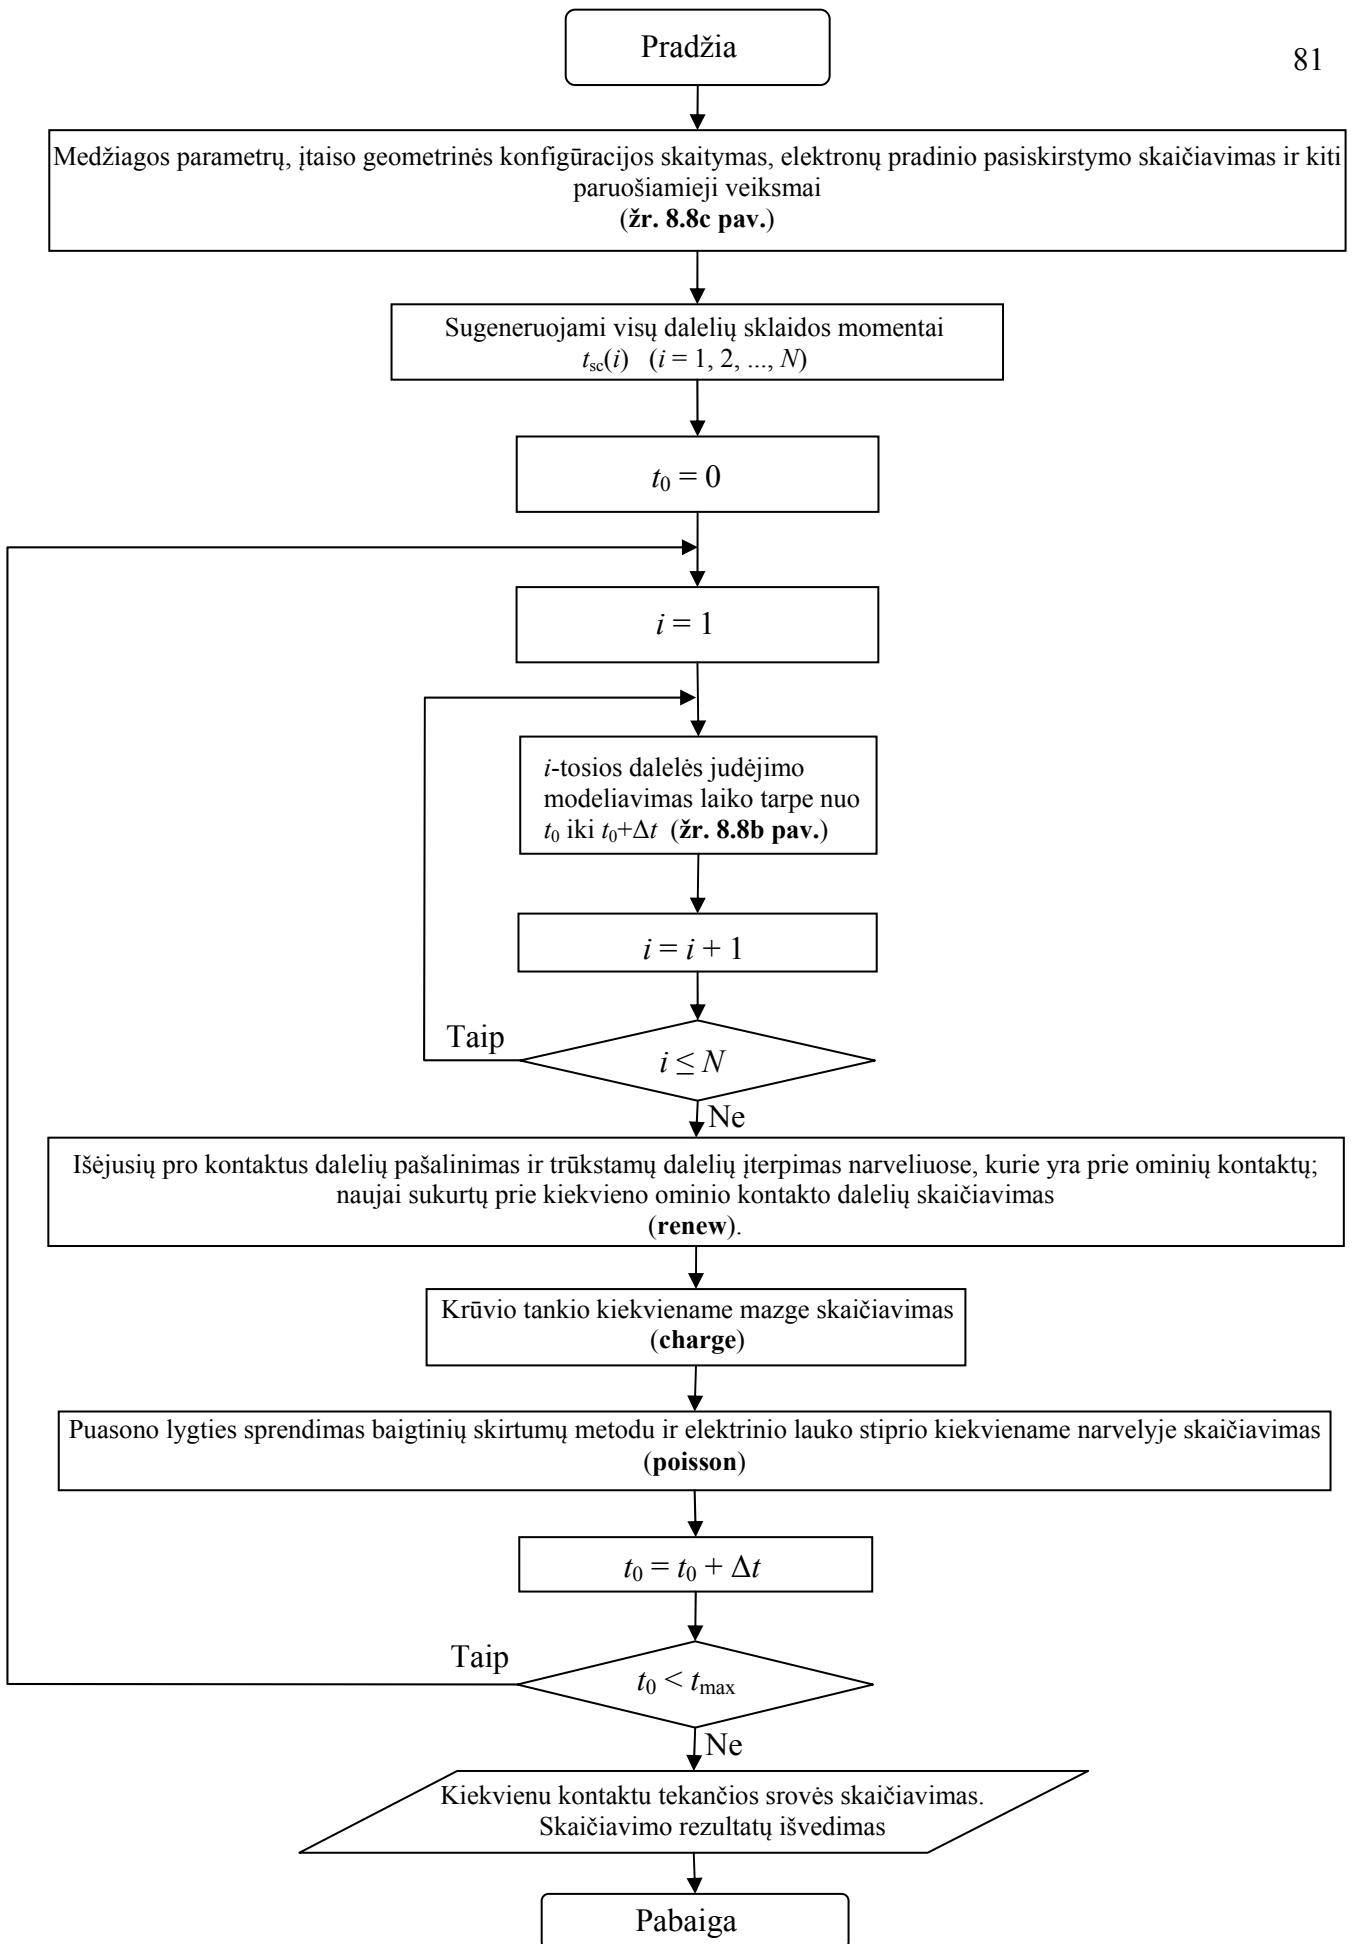 Pradžia
81
Medžiagos parametrų, įtaiso geometrinės konfigūracijos skaitymas, elektronų pradinio pasiskirstymo skaičiavimas ir kiti
paruošiamieji veiksmai
(žr. 8.8c pav.)
Sugeneruojami visų dalelių sklaidos momentai
t_sc(i) (i = 1, 2, ..., N)
t₀ = 0
i = 1
i-tosios dalelės judėjimo
modeliavimas laiko tarpe nuo
t₀ iki t₀+Δt (žr. 8.8b pav.)
i = i + 1
Taip
i ≤ N
Ne
Išėjusių pro kontaktus dalelių pašalinimas ir trūkstamų dalelių įterpimas narveliuose, kurie yra prie ominių kontaktų;
naujai sukurtų prie kiekvieno ominio kontakto dalelių skaičiavimas
(renew).
Krūvio tankio kiekviename mazge skaičiavimas
(charge)
Puasono lygties sprendimas baigtinių skirtumų metodu ir elektrinio lauko stiprio kiekviename narvelyje skaičiavimas
(poisson)
t₀ = t₀ + Δt
Taip
t₀ < t_max
Ne
Kiekvienu kontaktu tekančios srovės skaičiavimas.
Skaičiavimo rezultatų išvedimas
Pabaiga